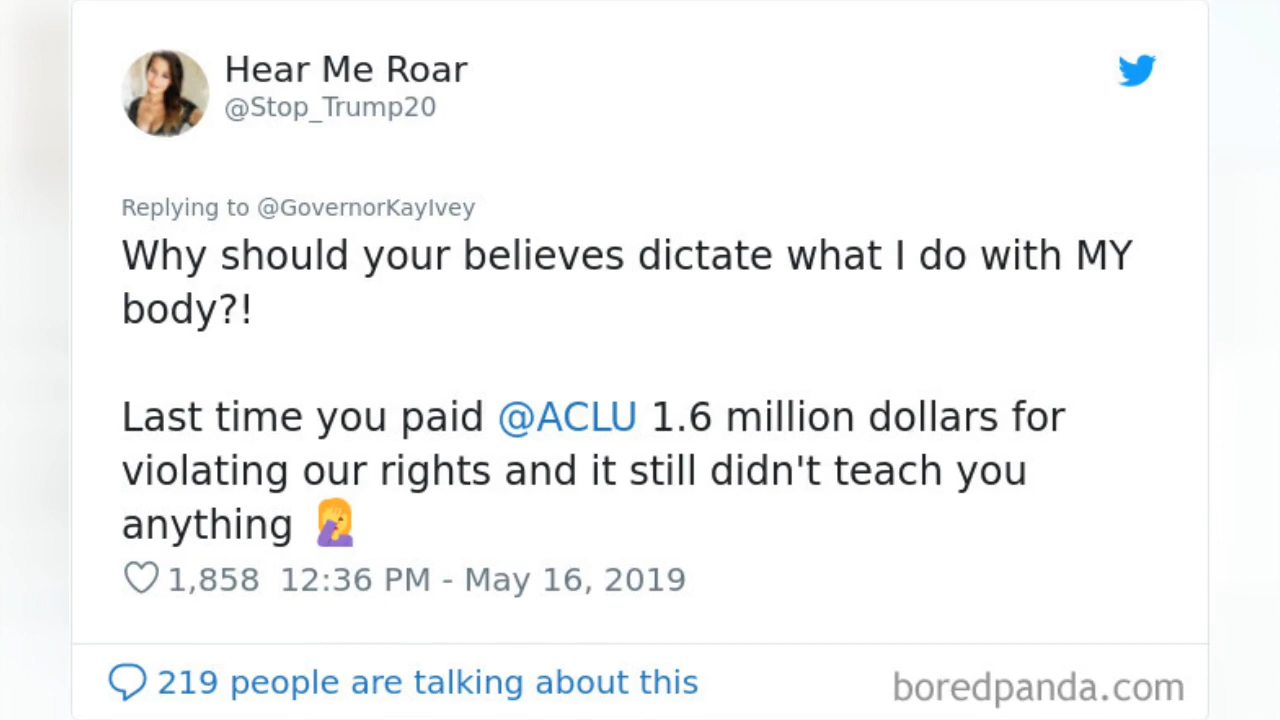 Hear Me Roar
@Stop_Trump20
Replying to @GovernorKayIvey
Why should your believes dictate what I do with MY
body?!
Last time you paid @ACLU 1.6 million dollars for
violating our rights and it still didn't teach you
anything 🤦‍♀️
1,858 12:36 PM - May 16, 2019
219 people are talking about this
boredpanda.com